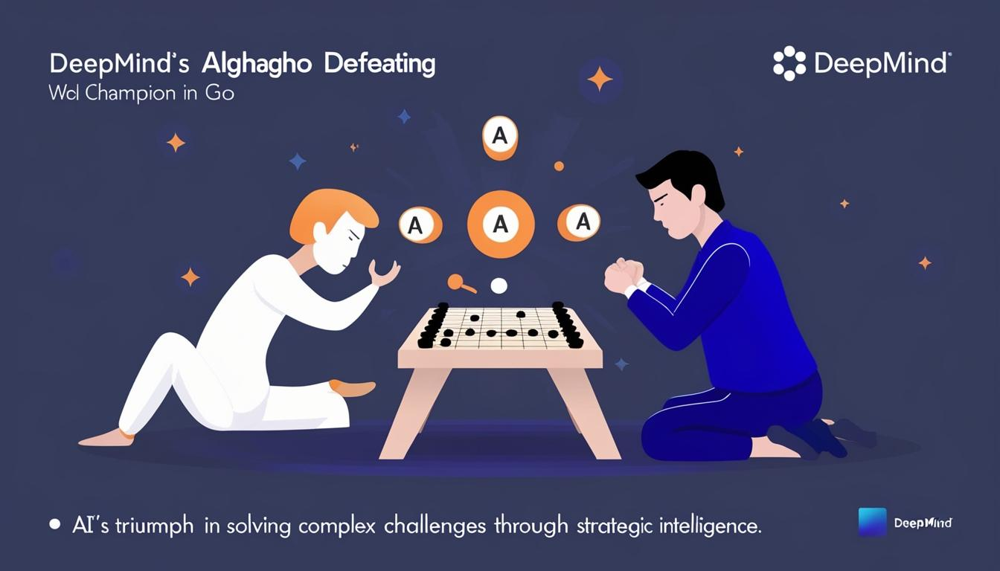 DeepMind's Alghagho Defeating
Wcl Champion in Go
DeepMind
A
A
A
A
AI's triumph in solving complex challenges through strategic intelligence.
DeepMind